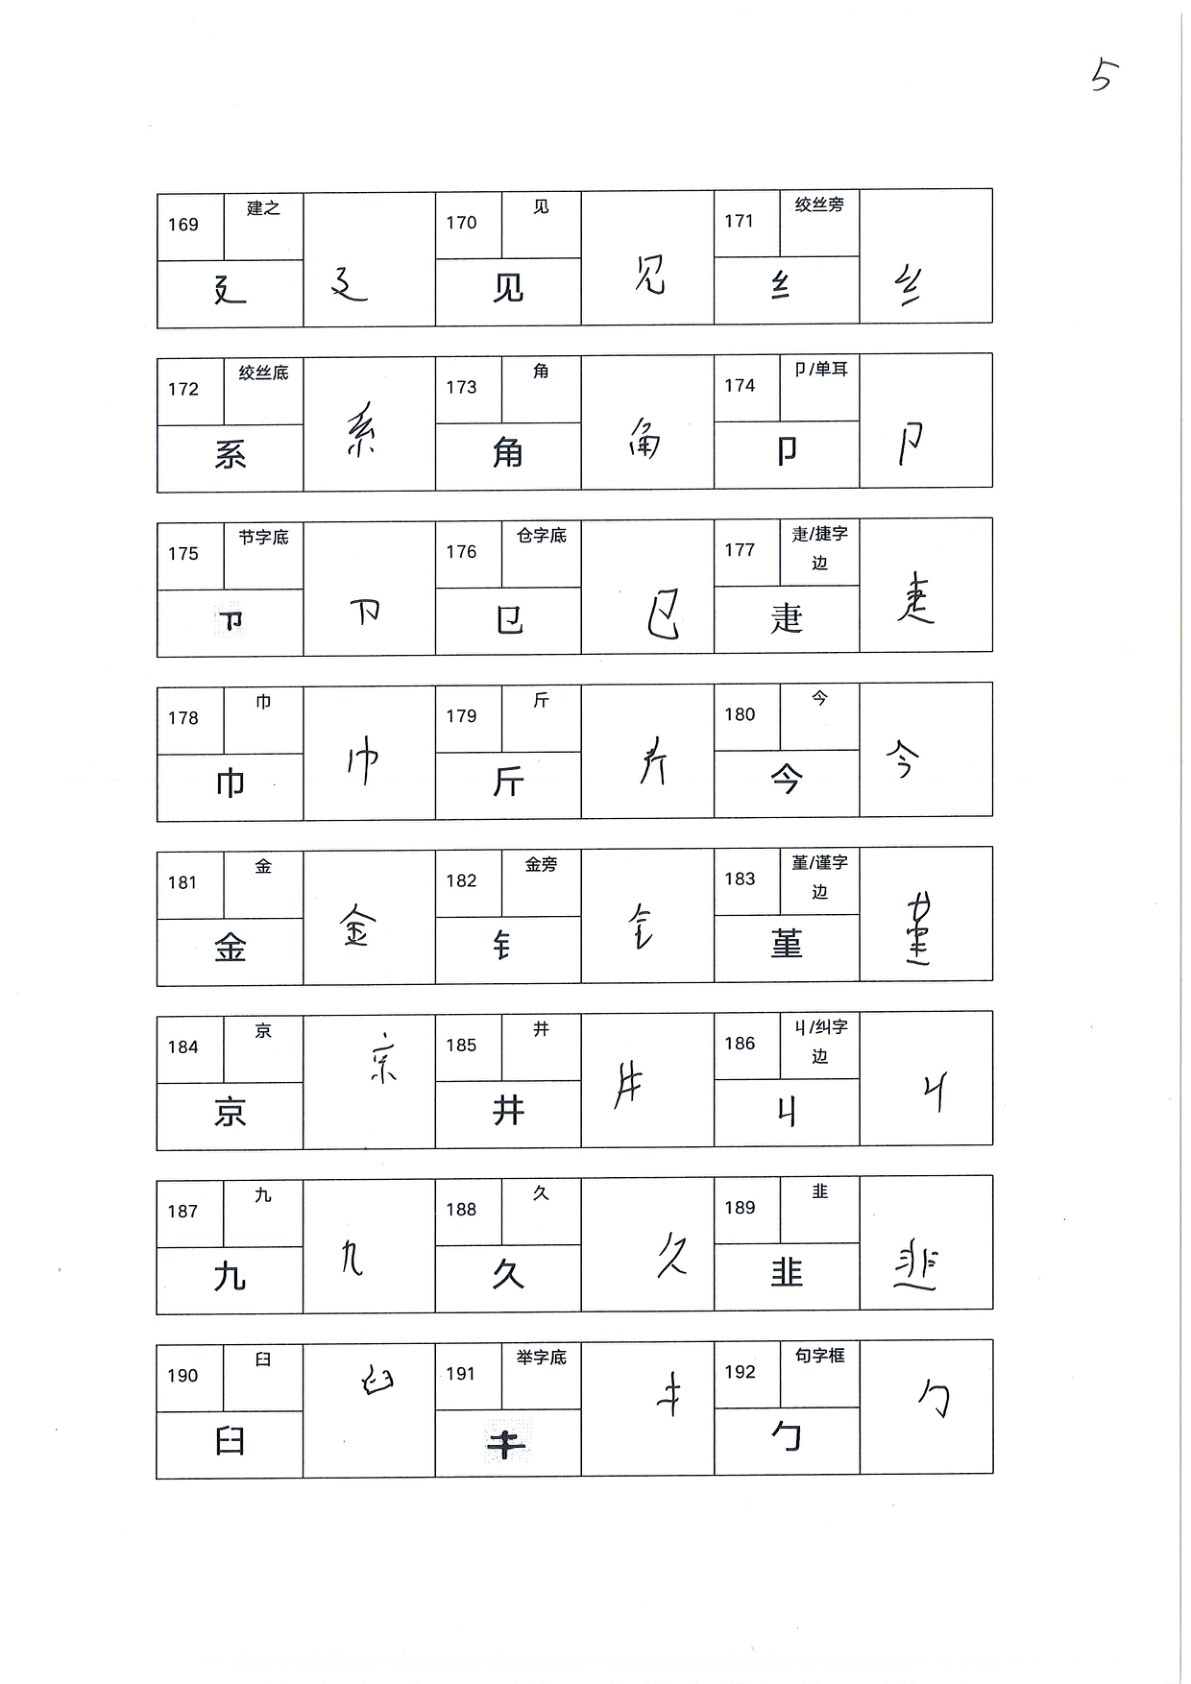 5
169 建之 廴 廴 170 见 见 见 171 绞丝旁 纟 纟
172 绞丝底 系 系 173 角 角 角 174 卩/单耳 卩 卩
175 节字底 𠃌丨 176 仓字底 㔾 㔾 177 疌/捷字
边 疌 疌
178 巾 巾 巾 179 斤 斤 斤 180 今 今 今
181 金 金 金 182 金旁 钅 钅 183 堇/谨字
边 堇 堇
184 京 京 京 185 井 井 井 186 丩/纠字
边 丩 丩
187 九 九 九 188 久 久 久 189 韭 韭 韭
190 臼 臼 臼 191 举字底 192 句字框 勹 勹